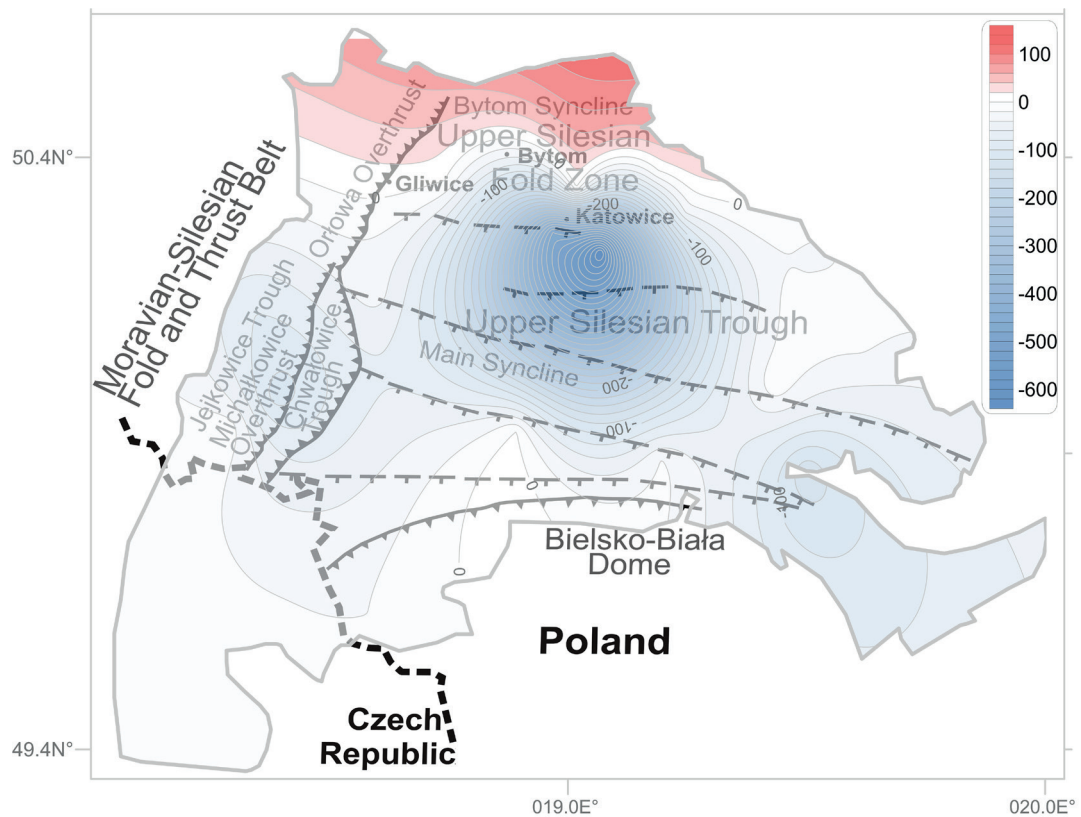 100
0
-100
-200
-300
-400
-500
-600
50.4N°
49.4N°
019.0E°
020.0E°
Moravian-Silesian
Fold and Thrust Belt
Orłowa Overthrust
Bytom Syncline
Upper Silesian
Bytom
0
Fold Zone
Gliwice
-100
-200
Katowice
0
0
-100
Upper Silesian Trough
Main Syncline
-200
-100
Jejkowice Trough
Michałkowice
Overthrust
Chwałowice
Trough
0
-100
Bielsko-Biała
Dome
0
Poland
Czech
Republic